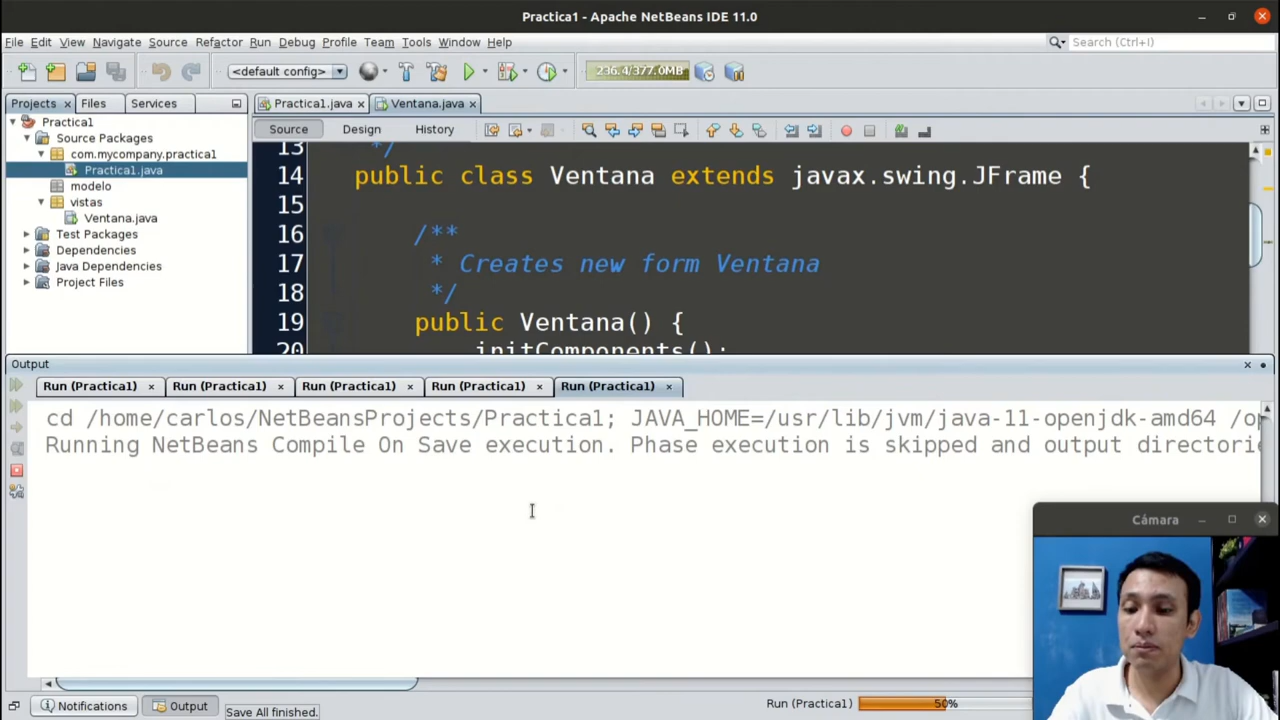 Practica1 - Apache NetBeans IDE 11.0
File Edit View Navigate Source Refactor Run Debug Profile Team Tools Window Help
Search (Ctrl+I)
<default config>
236.4/377.0MB
Projects
Files
Services
Practica1.java
Ventana.java
Practica1
Source Packages
com.mycompany.practica1
Practica1.java
modelo
vistas
Ventana.java
Test Packages
Dependencies
Java Dependencies
Project Files
Source
Design
History
13 */
14 public class Ventana extends javax.swing.JFrame {
15
16 /**
17 * Creates new form Ventana
18 */
19 public Ventana() {
20 initComponents();
Output
Run (Practica1)
Run (Practica1)
Run (Practica1)
Run (Practica1)
Run (Practica1)
cd /home/carlos/NetBeansProjects/Practica1; JAVA_HOME=/usr/lib/jvm/java-11-openjdk-amd64
Running NetBeans Compile On Save execution. Phase execution is skipped and output
Cámara
Notifications
Output
Save All finished.
Run (Practica1)
50%